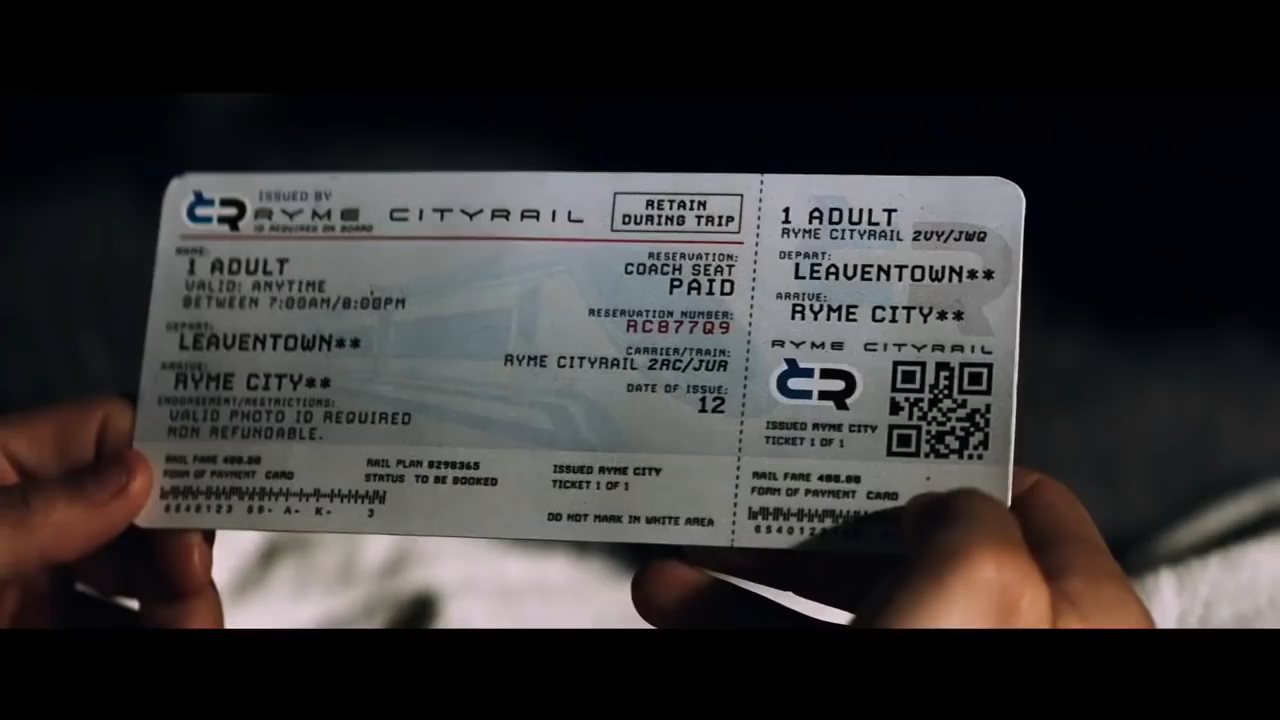 ISSUED BY
RYME CITYRAIL
ID REQUIRED ON BOARD
RETAIN
DURING TRIP
NAME:
1 ADULT
VALID: ANYTIME
BETWEEN 7:00AM/8:00PM
DEPART:
LEAVENTOWN**
ARRIVE:
RYME CITY**
ENDORSEMENT/RESTRICTIONS:
VALID PHOTO ID REQUIRED
NON REFUNDABLE.
RESERVATION:
COACH SEAT
PAID
RESERVATION NUMBER:
RC877Q9
CARRIER/TRAIN:
RYME CITYRAIL 2RC/JUR
DATE OF ISSUE:
12
RAIL FARE 400.00
FORM OF PAYMENT CARD
6540123 69- A- K- 3
RAIL PLAN 8298365
STATUS TO BE BOOKED
ISSUED RYME CITY
TICKET 1 OF 1
DO NOT MARK IN WHITE AREA
1 ADULT
RYME CITYRAIL 2UY/JWQ
DEPART:
LEAVENTOWN**
ARRIVE:
RYME CITY**
RYME CITYRAIL
CR
ISSUED RYME CITY
TICKET 1 OF 1
RAIL FARE 400.00
FORM OF PAYMENT CARD